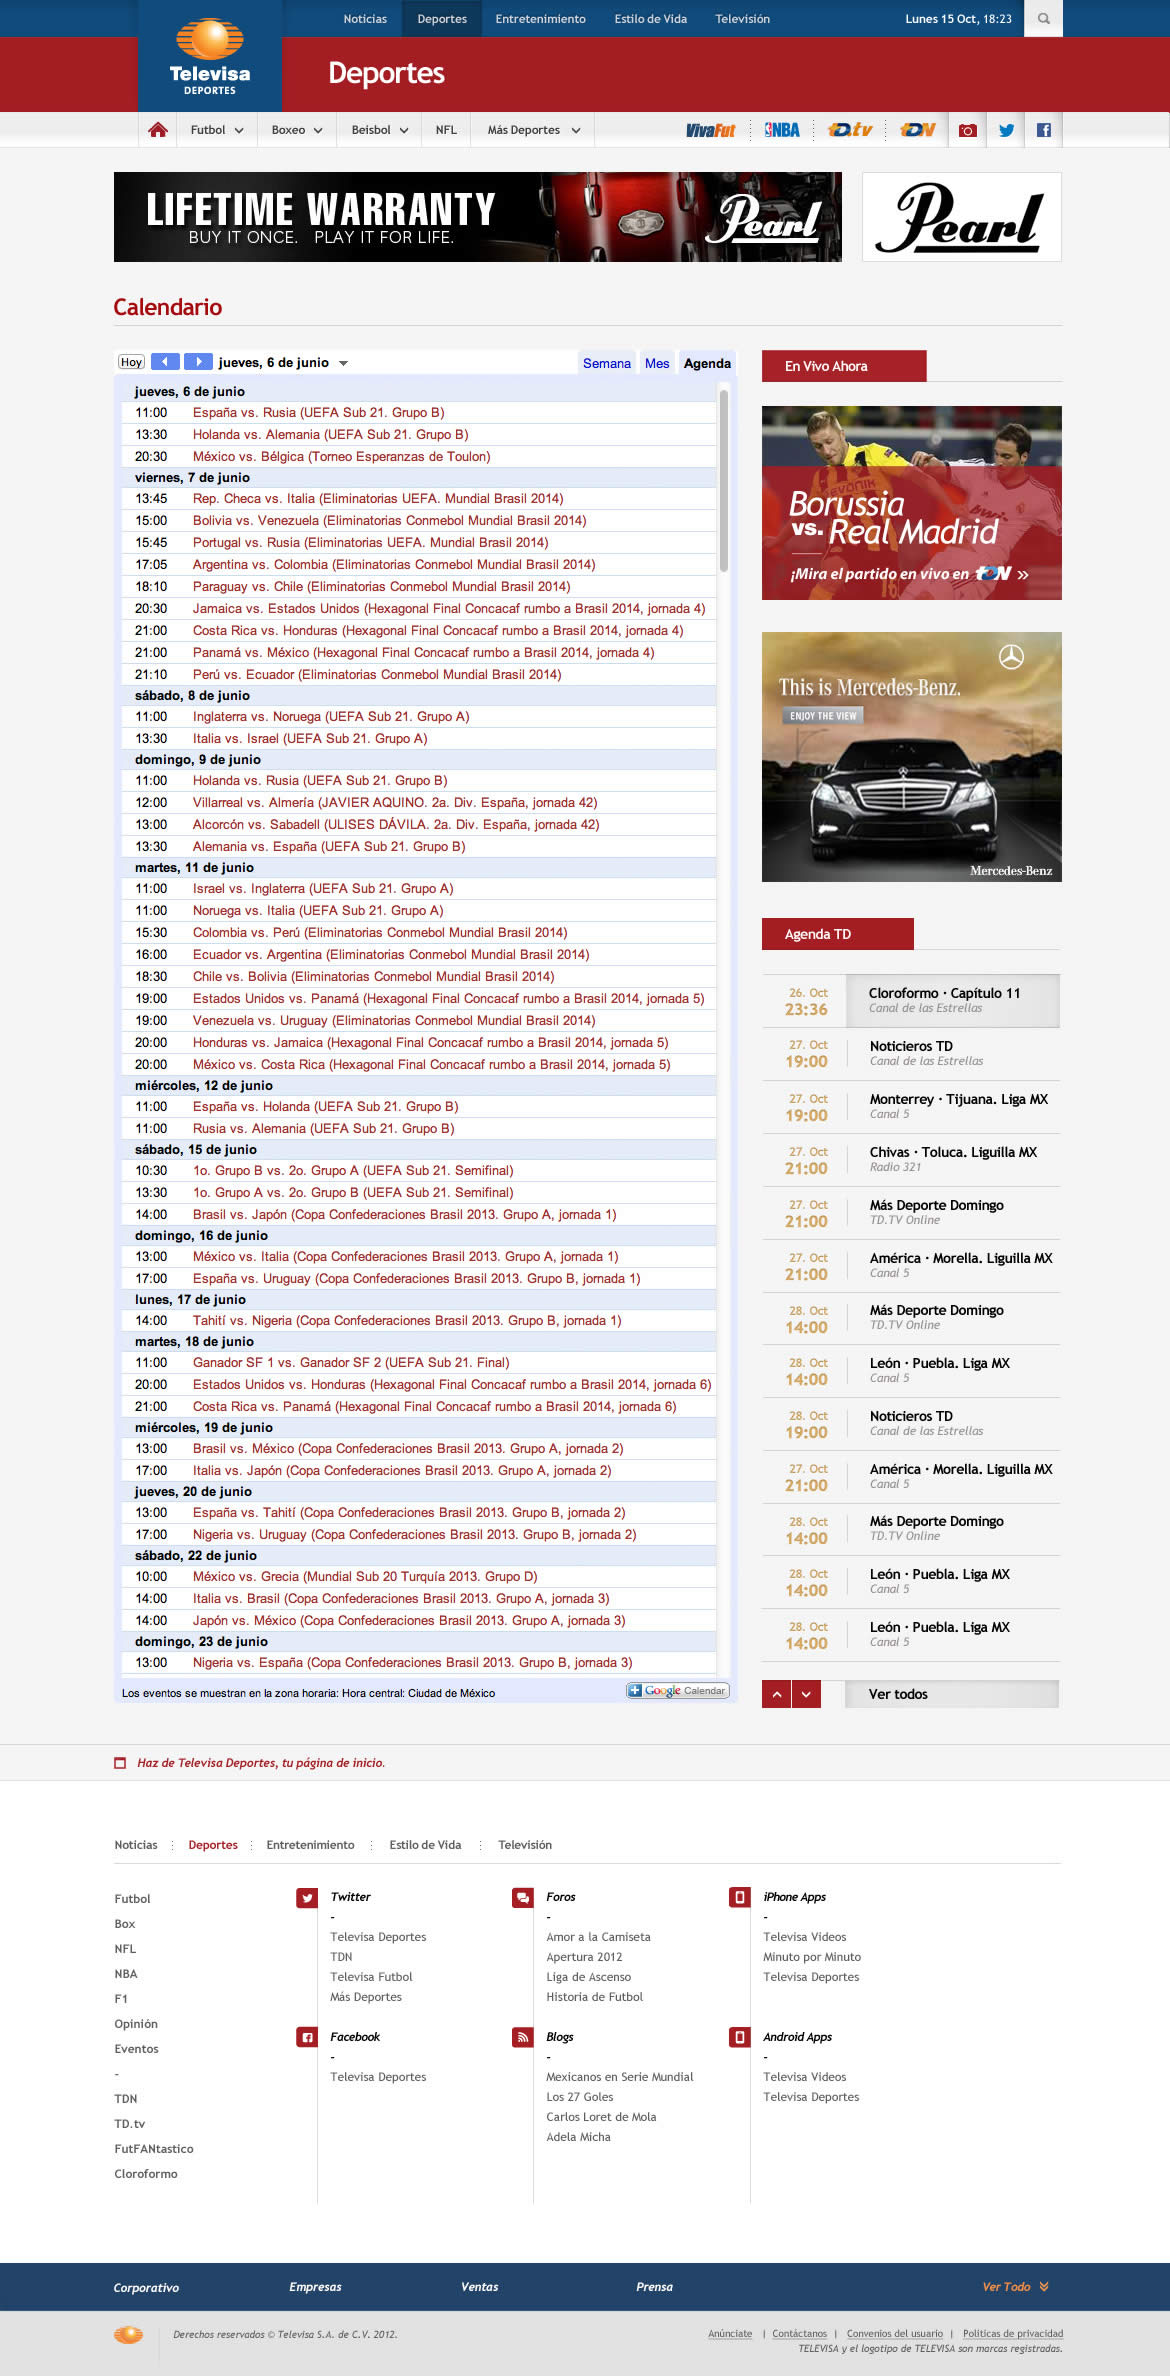 Noticias Deportes Entretenimiento Estilo de Vida Televisión Lunes 15 Oct, 18:23
Televisa
DEPORTES
Deportes
Futbol Boxeo Beisbol NFL Más Deportes VivaFut NBA TD.tv TDN
LIFETIME WARRANTY
BUY IT ONCE. PLAY IT FOR LIFE.
Pearl
Pearl
Calendario
Hoy jueves, 6 de junio Semana Mes Agenda
jueves, 6 de junio
11:00 España vs. Rusia (UEFA Sub 21. Grupo B)
13:30 Holanda vs. Alemania (UEFA Sub 21. Grupo B)
20:30 México vs. Bélgica (Torneo Esperanzas de Toulon)
viernes, 7 de junio
13:45 Rep. Checa vs. Italia (Eliminatorias UEFA. Mundial Brasil 2014)
15:00 Bolivia vs. Venezuela (Eliminatorias Conmebol Mundial Brasil 2014)
15:45 Portugal vs. Rusia (Eliminatorias UEFA. Mundial Brasil 2014)
17:05 Argentina vs. Colombia (Eliminatorias Conmebol Mundial Brasil 2014)
18:10 Paraguay vs. Chile (Eliminatorias Conmebol Mundial Brasil 2014)
20:30 Jamaica vs. Estados Unidos (Hexagonal Final Concacaf rumbo a Brasil 2014, jornada 4)
21:00 Costa Rica vs. Honduras (Hexagonal Final Concacaf rumbo a Brasil 2014, jornada 4)
21:00 Panamá vs. México (Hexagonal Final Concacaf rumbo a Brasil 2014, jornada 4)
21:10 Perú vs. Ecuador (Eliminatorias Conmebol Mundial Brasil 2014)
sábado, 8 de junio
11:00 Inglaterra vs. Noruega (UEFA Sub 21. Grupo A)
13:30 Italia vs. Israel (UEFA Sub 21. Grupo A)
domingo, 9 de junio
11:00 Holanda vs. Rusia (UEFA Sub 21. Grupo B)
12:00 Villarreal vs. Almería (JAVIER AQUINO. 2a. Div. España, jornada 42)
13:00 Alcorcón vs. Sabadell (ULISES DÁVILA. 2a. Div. España, jornada 42)
13:30 Alemania vs. España (UEFA Sub 21. Grupo B)
martes, 11 de junio
11:00 Israel vs. Inglaterra (UEFA Sub 21. Grupo A)
11:00 Noruega vs. Italia (UEFA Sub 21. Grupo A)
15:30 Colombia vs. Perú (Eliminatorias Conmebol Mundial Brasil 2014)
16:00 Ecuador vs. Argentina (Eliminatorias Conmebol Mundial Brasil 2014)
18:30 Chile vs. Bolivia (Eliminatorias Conmebol Mundial Brasil 2014)
19:00 Estados Unidos vs. Panamá (Hexagonal Final Concacaf rumbo a Brasil 2014, jornada 5)
19:00 Venezuela vs. Uruguay (Eliminatorias Conmebol Mundial Brasil 2014)
20:00 Honduras vs. Jamaica (Hexagonal Final Concacaf rumbo a Brasil 2014, jornada 5)
20:00 México vs. Costa Rica (Hexagonal Final Concacaf rumbo a Brasil 2014, jornada 5)
miércoles, 12 de junio
11:00 España vs. Holanda (UEFA Sub 21. Grupo B)
11:00 Rusia vs. Alemania (UEFA Sub 21. Grupo B)
sábado, 15 de junio
10:30 1o. Grupo B vs. 2o. Grupo A (UEFA Sub 21. Semifinal)
13:30 1o. Grupo A vs. 2o. Grupo B (UEFA Sub 21. Semifinal)
14:00 Brasil vs. Japón (Copa Confederaciones Brasil 2013. Grupo A, jornada 1)
domingo, 16 de junio
13:00 México vs. Italia (Copa Confederaciones Brasil 2013. Grupo A, jornada 1)
17:00 España vs. Uruguay (Copa Confederaciones Brasil 2013. Grupo B, jornada 1)
lunes, 17 de junio
14:00 Tahití vs. Nigeria (Copa Confederaciones Brasil 2013. Grupo B, jornada 1)
martes, 18 de junio
11:00 Ganador SF 1 vs. Ganador SF 2 (UEFA Sub 21. Final)
20:00 Estados Unidos vs. Honduras (Hexagonal Final Concacaf rumbo a Brasil 2014, jornada 6)
21:00 Costa Rica vs. Panamá (Hexagonal Final Concacaf rumbo a Brasil 2014, jornada 6)
miércoles, 19 de junio
13:00 Brasil vs. México (Copa Confederaciones Brasil 2013. Grupo A, jornada 2)
17:00 Italia vs. Japón (Copa Confederaciones Brasil 2013. Grupo A, jornada 2)
jueves, 20 de junio
13:00 España vs. Tahití (Copa Confederaciones Brasil 2013. Grupo B, jornada 2)
17:00 Nigeria vs. Uruguay (Copa Confederaciones Brasil 2013. Grupo B, jornada 2)
sábado, 22 de junio
10:00 México vs. Grecia (Mundial Sub 20 Turquía 2013. Grupo D)
14:00 Italia vs. Brasil (Copa Confederaciones Brasil 2013. Grupo A, jornada 3)
14:00 Japón vs. México (Copa Confederaciones Brasil 2013. Grupo A, jornada 3)
domingo, 23 de junio
13:00 Nigeria vs. España (Copa Confederaciones Brasil 2013. Grupo B, jornada 3)
Los eventos se muestran en la zona horaria: Hora central: Ciudad de México
Google Calendar
En Vivo Ahora
Borussia
vs. Real Madrid
¡Mira el partido en vivo en TDN »
This is Mercedes-Benz.
ENJOY THE VIEW
Mercedes-Benz
Agenda TD
26. Oct 23:36 Cloroformo · Capítulo 11
Canal de las Estrellas
27. Oct 19:00 Noticieros TD
Canal de las Estrellas
27. Oct 19:00 Monterrey · Tijuana. Liga MX
Canal 5
27. Oct 21:00 Chivas · Toluca. Liguilla MX
Radio 321
27. Oct 21:00 Más Deporte Domingo
TD.TV Online
27. Oct 21:00 América · Morella. Liguilla MX
Canal 5
28. Oct 14:00 Más Deporte Domingo
TD.TV Online
28. Oct 14:00 León · Puebla. Liga MX
Canal 5
28. Oct 19:00 Noticieros TD
Canal de las Estrellas
27. Oct 21:00 América · Morella. Liguilla MX
Canal 5
28. Oct 14:00 Más Deporte Domingo
TD.TV Online
28. Oct 14:00 León · Puebla. Liga MX
Canal 5
28. Oct 14:00 León · Puebla. Liga MX
Canal 5
Ver todos
Haz de Televisa Deportes, tu página de inicio.
Noticias Deportes Entretenimiento Estilo de Vida Televisión
Futbol
Box
NFL
NBA
F1
Opinión
Eventos
-
TDN
TD.tv
FutFANtastico
Cloroformo
Twitter
-
Televisa Deportes
TDN
Televisa Futbol
Más Deportes
Facebook
-
Televisa Deportes
Foros
-
Amor a la Camiseta
Apertura 2012
Liga de Ascenso
Historia de Futbol
Blogs
-
Mexicanos en Serie Mundial
Los 27 Goles
Carlos Loret de Mola
Adela Micha
iPhone Apps
-
Televisa Videos
Minuto por Minuto
Televisa Deportes
Android Apps
-
Televisa Videos
Televisa Deportes
Corporativo Empresas Ventas Prensa Ver Todo
Derechos reservados © Televisa S.A. de C.V. 2012.
Anúnciate | Contáctanos | Convenios del usuario | Políticas de privacidad
TELEVISA y el logotipo de TELEVISA son marcas registradas.